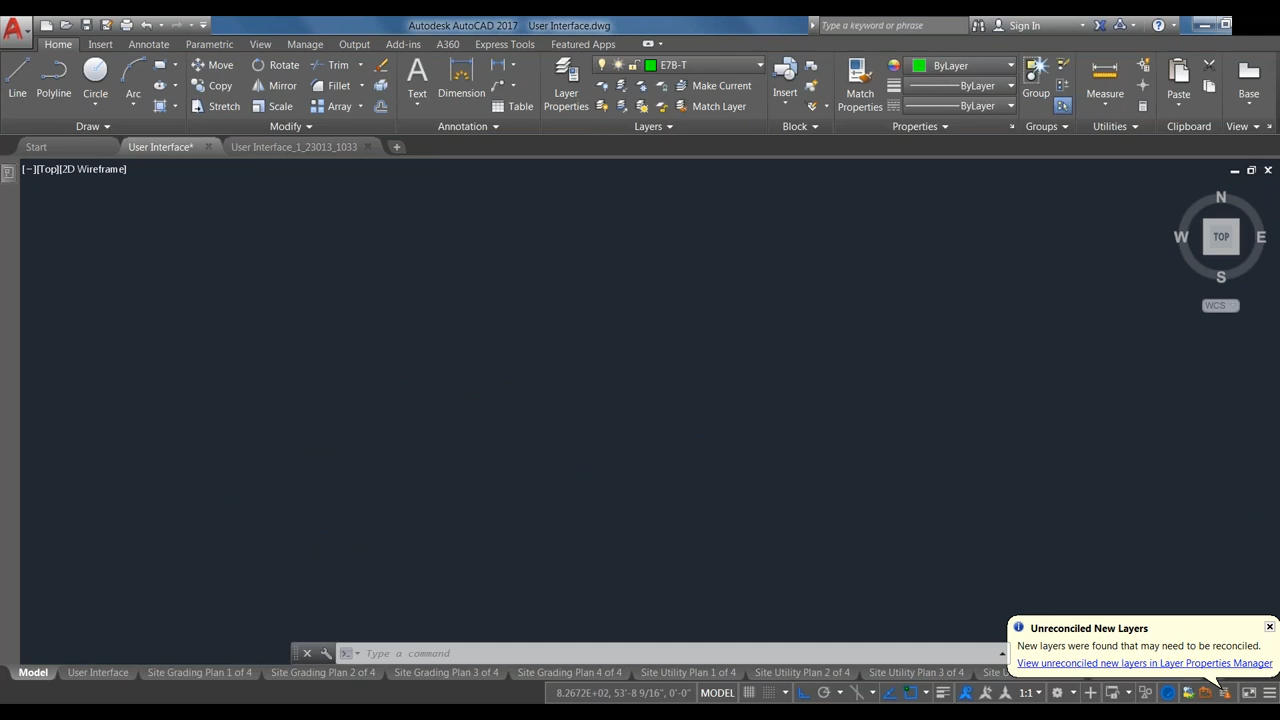 Autodesk AutoCAD 2017 User Interface.dwg
Type a keyword or phrase
Sign In
Home Insert Annotate Parametric View Manage Output Add-ins A360 Express Tools Featured Apps
Line Polyline Circle Arc
Move Rotate Trim
Copy Mirror Fillet
Stretch Scale Array
Text Dimension Table
Layer Properties
E7B-T
Make Current
Match Layer
Insert
Match Properties
ByLayer
ByLayer
ByLayer
Group
Measure
Paste
Base
Draw Modify Annotation Layers Block Properties Groups Utilities Clipboard View
Start User Interface* User Interface_1_23013_1033
[−][Top][2D Wireframe]
N
W TOP E
S
WCS
Unreconciled New Layers
New layers were found that may need to be reconciled.
View unreconciled new layers in Layer Properties Manager
Type a command
Model User Interface Site Grading Plan 1 of 4 Site Grading Plan 2 of 4 Site Grading Plan 3 of 4 Site Grading Plan 4 of 4 Site Utility Plan 1 of 4 Site Utility Plan 2 of 4 Site Utility Plan 3 of 4 Site U
8.2672E+02, 53'-8 9/16", 0'-0" MODEL 1:1